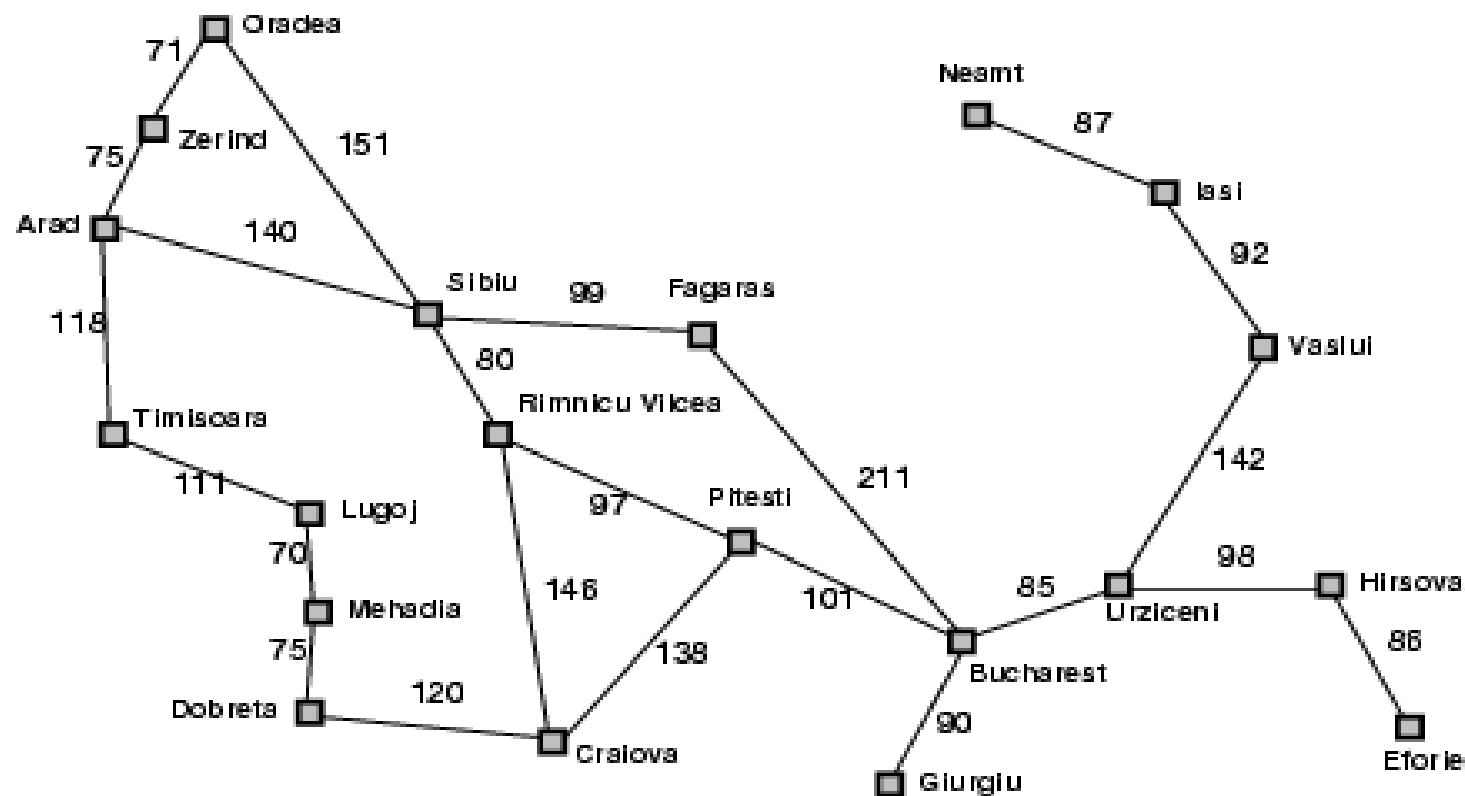 Oradea
71
Neamt
87
Zerind
151
75
Iasi
Arad
140
92
Sibiu
99
Fagaras
118
80
Vaslui
Rimnicu Vilcea
Timisoara
142
211
111
Pitesti
97
Lugoj
70
98
Hirsova
85
146
101
Urziceni
Mehadia
86
75
138
Bucharest
120
Dobreta
90
Craiova
Eforie
Giurgiu